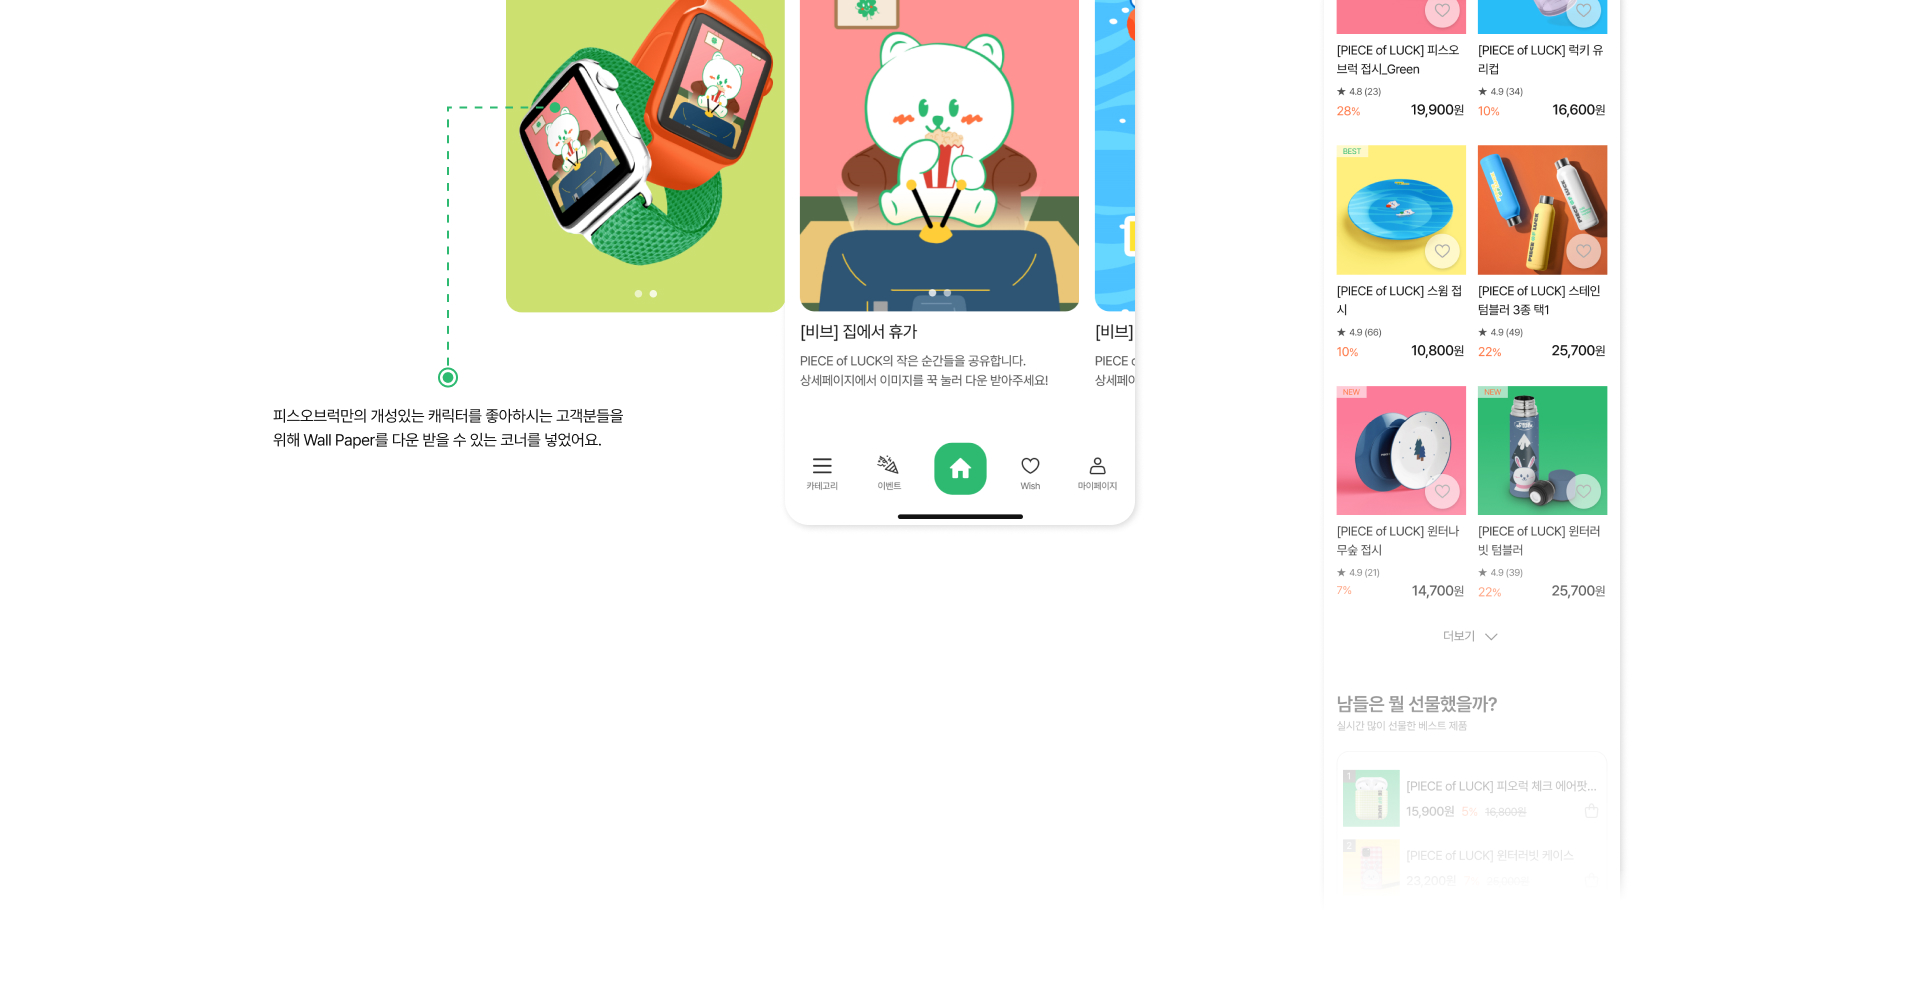 피스오브럭만의 개성있는 캐릭터를 좋아하시는 고객분들을
위해 Wall Paper를 다운 받을 수 있는 코너를 넣었어요.
[비브] 집에서 휴가
PIECE of LUCK의 작은 순간들을 공유합니다.
상세페이지에서 이미지를 꾹 눌러 다운 받아주세요!
[비브]
PIECE
상세페이
카테고리
이벤트
Wish
마이페이지
[PIECE of LUCK] 피스오
브럭 접시_Green
★ 4.8 (23)
28% 19,900원
[PIECE of LUCK] 럭키 유
리컵
★ 4.9 (34)
10% 16,600원
BEST
[PIECE of LUCK] 스윔 접
시
★ 4.9 (66)
10% 10,800원
PIECE OF LUCK
[PIECE of LUCK] 스테인
텀블러 3종 택1
★ 4.9 (49)
22% 25,700원
NEW
[PIECE of LUCK] 윈터나
무숲 접시
★ 4.9 (21)
7% 14,700원
NEW
[PIECE of LUCK] 윈터러
빗 텀블러
★ 4.9 (39)
22% 25,700원
더보기
남들은 뭘 선물했을까?
실시간 많이 선물한 베스트 제품
1
[PIECE of LUCK] 피오럭 체크 에어팟...
15,900원 5% 16,800원
2
[PIECE of LUCK] 윈터러빗 케이스
23,200원